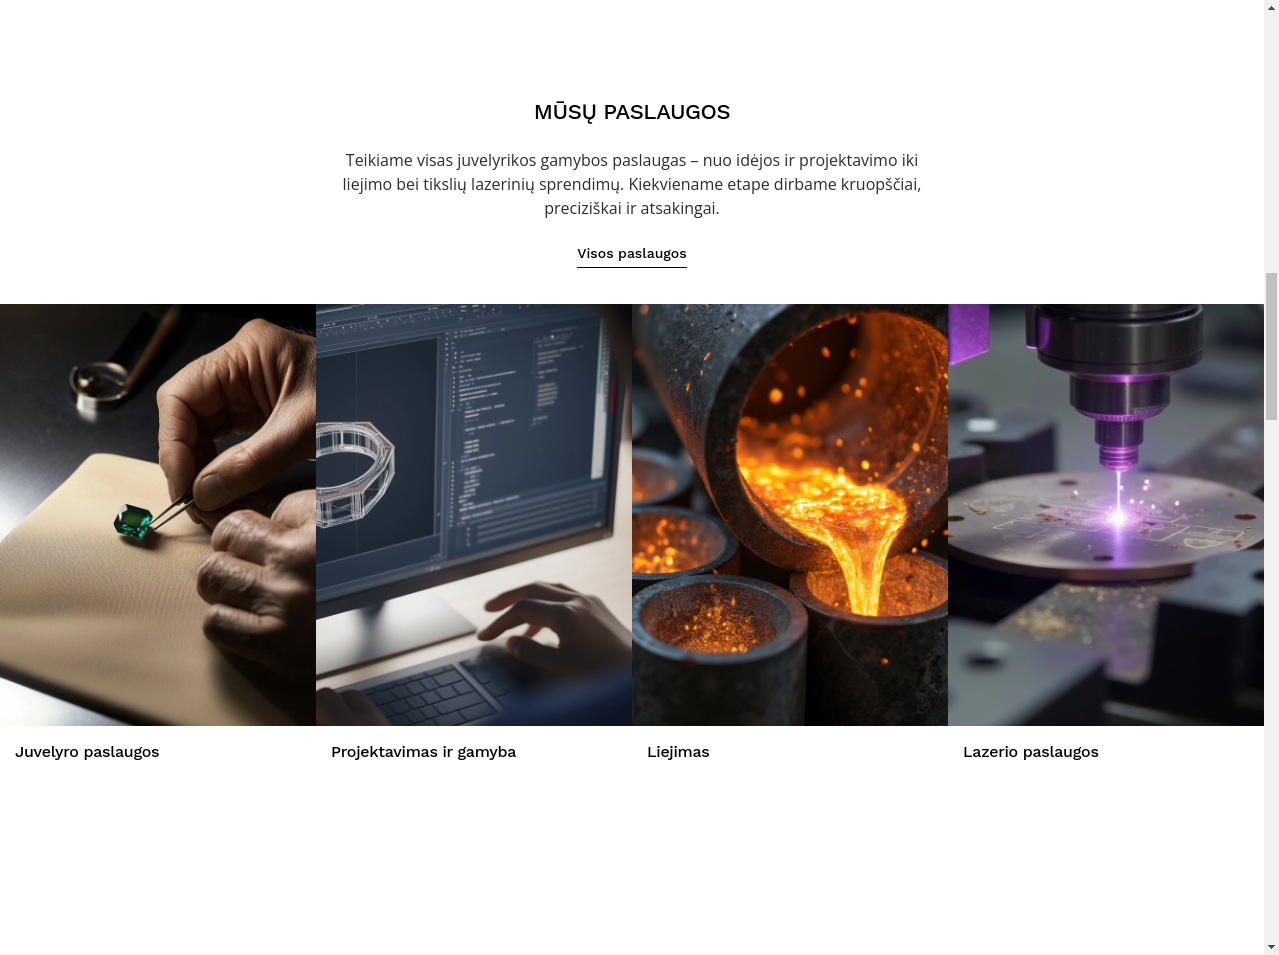 MŪSŲ PASLAUGOS
Teikiame visas juvelyrikos gamybos paslaugas – nuo idėjos ir projektavimo iki
liejimo bei tikslių lazerinių sprendimų. Kiekviename etape dirbame kruopščiai,
preciziškai ir atsakingai.
Visos paslaugos
Juvelyro paslaugos
Projektavimas ir gamyba
Liejimas
Lazerio paslaugos